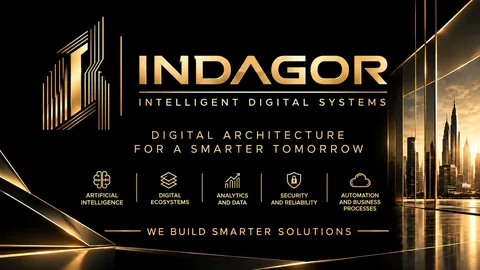 INDAGOR
INTELLIGENT DIGITAL SYSTEMS
DIGITAL ARCHITECTURE
FOR A SMARTER TOMORROW
ARTIFICIAL
INTELLIGENCE
DIGITAL
ECOSYSTEMS
ANALYTICS
AND DATA
SECURITY
AND RELIABILITY
AUTOMATION
AND BUSINESS
PROCESSES
WE BUILD SMARTER SOLUTIONS